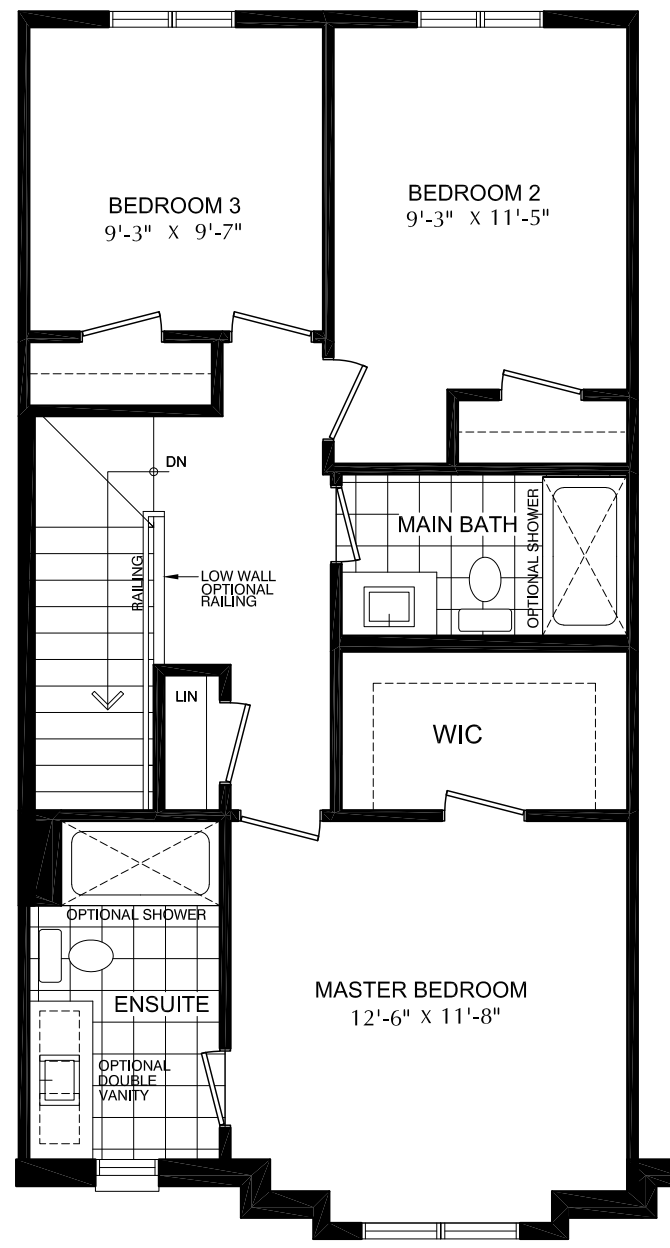 BEDROOM 3
9'-3" X 9'-7"
BEDROOM 2
9'-3" X 11'-5"
DN
RAILING
LOW WALL
OPTIONAL
RAILING
MAIN BATH
OPTIONAL SHOWER
LIN
WIC
OPTIONAL SHOWER
ENSUITE
OPTIONAL
DOUBLE
VANITY
MASTER BEDROOM
12'-6" X 11'-8"